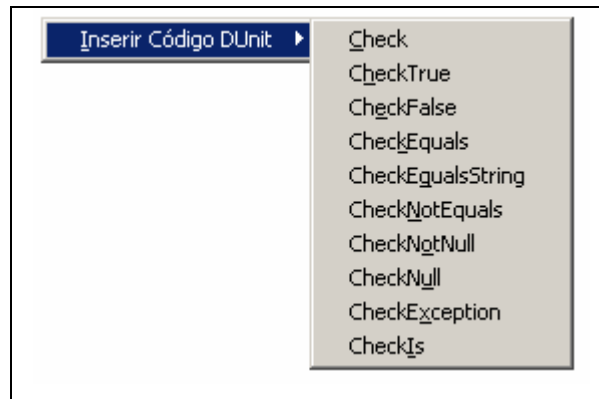 Inserir Código DUnit
Check
CheckTrue
CheckFalse
CheckEquals
CheckEqualsString
CheckNotEquals
CheckNotNull
CheckNull
CheckException
CheckIs